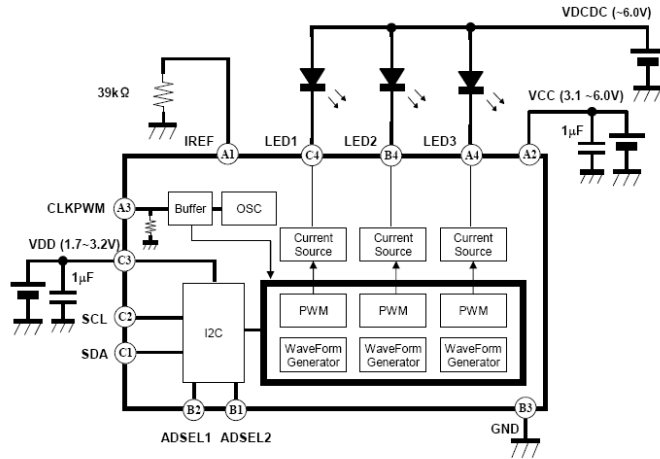 VDCDC (~6.0V)
39kΩ
VCC (3.1 ~6.0V)
1μF
IREF
LED1
LED2
LED3
A1
C4
B4
A4
A2
CLKPWM
A3
Buffer
OSC
VDD (1.7~3.2V)
C3
Current
Source
Current
Source
Current
Source
1μF
SCL
C2
I2C
PWM
PWM
PWM
SDA
C1
WaveForm
Generator
WaveForm
Generator
WaveForm
Generator
B2
B1
B3
ADSEL1
ADSEL2
GND